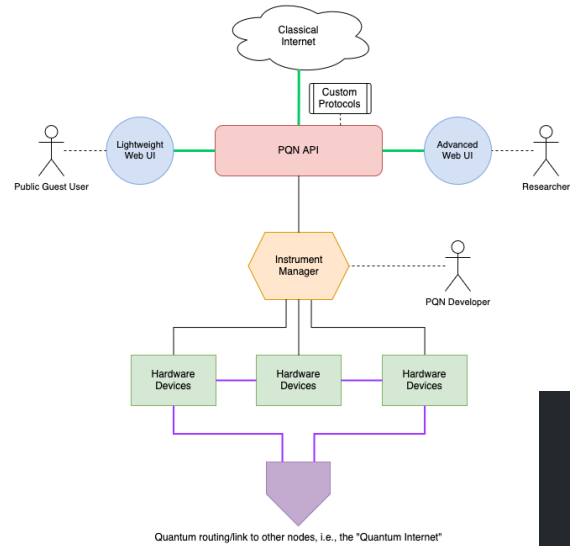 Classical
Internet
Custom
Protocols
Lightweight
Web UI
PQN API
Advanced
Web UI
Public Guest User
Researcher
Instrument
Manager
PQN Developer
Hardware
Devices
Hardware
Devices
Hardware
Devices
Quantum routing/link to other nodes, i.e., the "Quantum Internet"